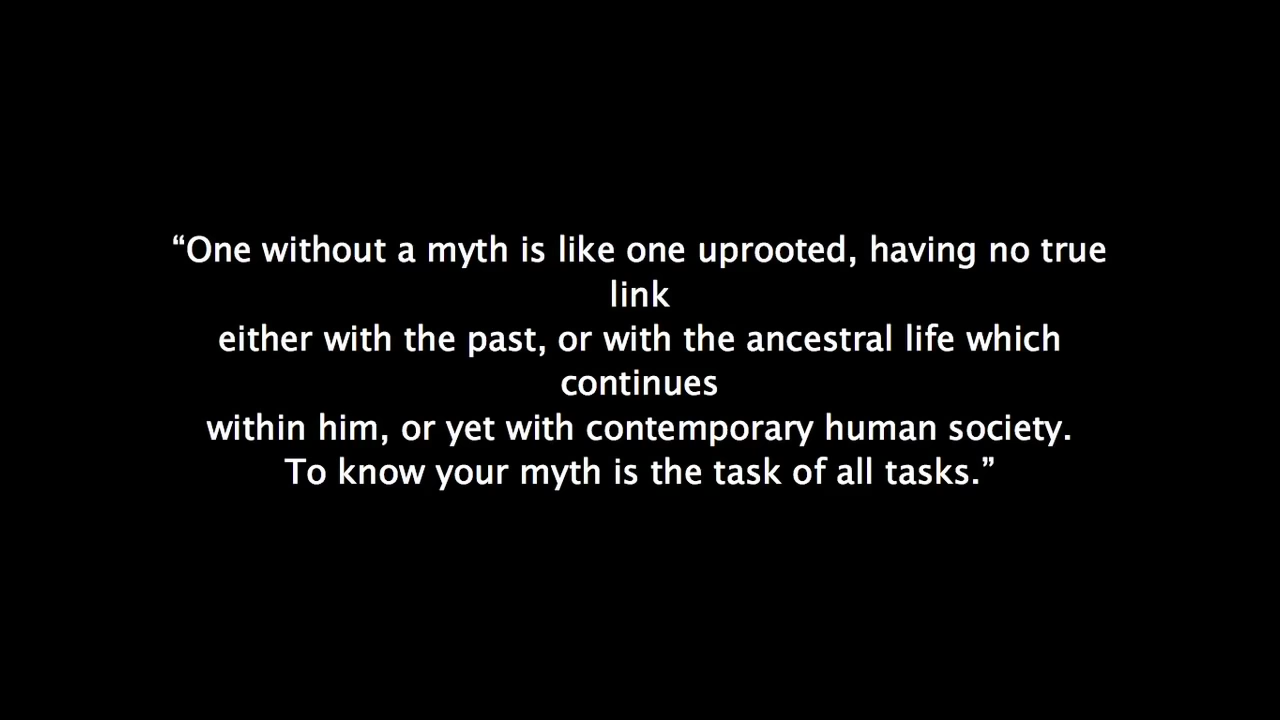 “One without a myth is like one uprooted, having no true
link
either with the past, or with the ancestral life which
continues
within him, or yet with contemporary human society.
To know your myth is the task of all tasks.”